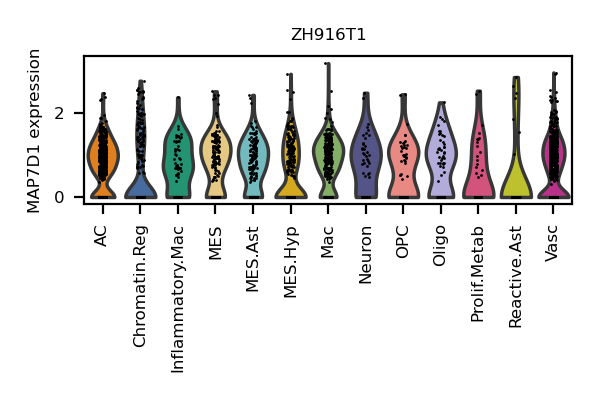 ZH916T1
MAP7D1 expression
2
0
AC
Chromatin.Reg
Inflammatory.Mac
MES
MES.Ast
MES.Hyp
Mac
Neuron
OPC
Oligo
Prolif.Metab
Reactive.Ast
Vasc